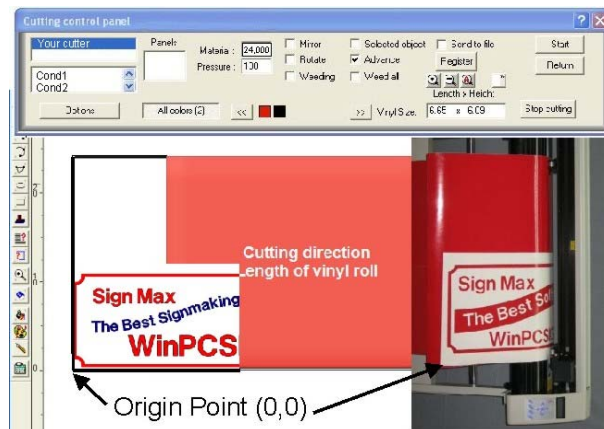 Cutting control panel
Your cutter
Panels
Material : 24,000
Pressure : 100
Mirror
Rotate
Weeding
Selected object
Advance
Weed all
Send to file
Register
Start
Return
Cond1
Cond2
Options
All colors (2)
<<
>>
Vinyl Size:
6.65 x 6.09
Stop cutting
Cutting direction
Length of vinyl roll
Sign Max
The Best Signmaking
WinPCS
Sign Max
The Best
WinPCS
Origin Point (0,0)